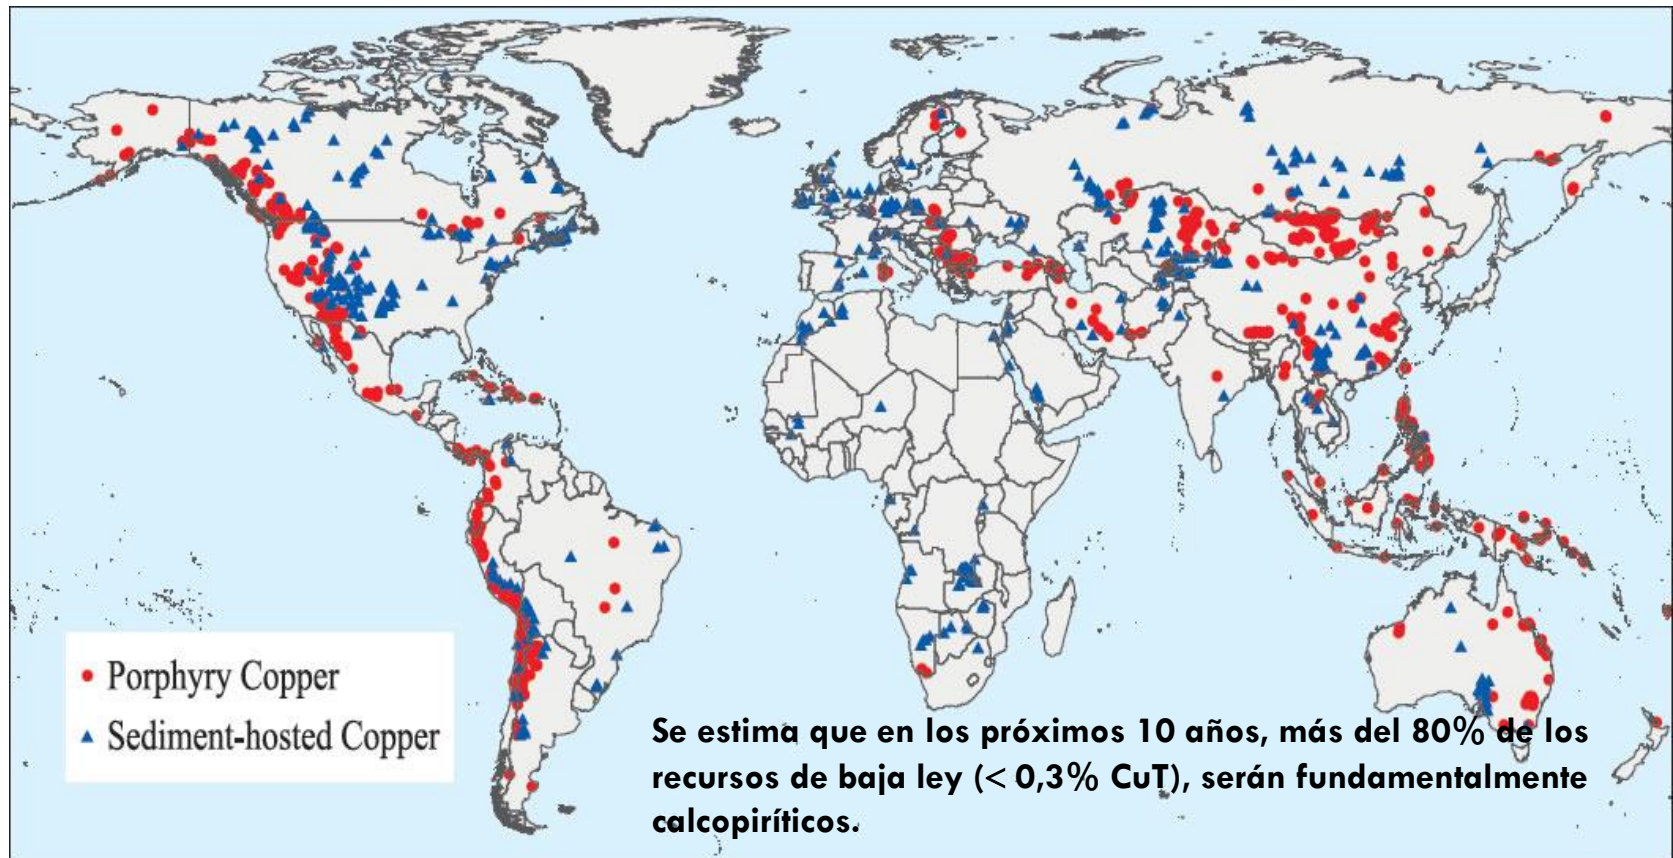 Porphyry Copper
Sediment-hosted Copper
Se estima que en los próximos 10 años, más del 80% de los
recursos de baja ley (< 0,3% CuT), serán fundamentalmente
calcopiríticos.